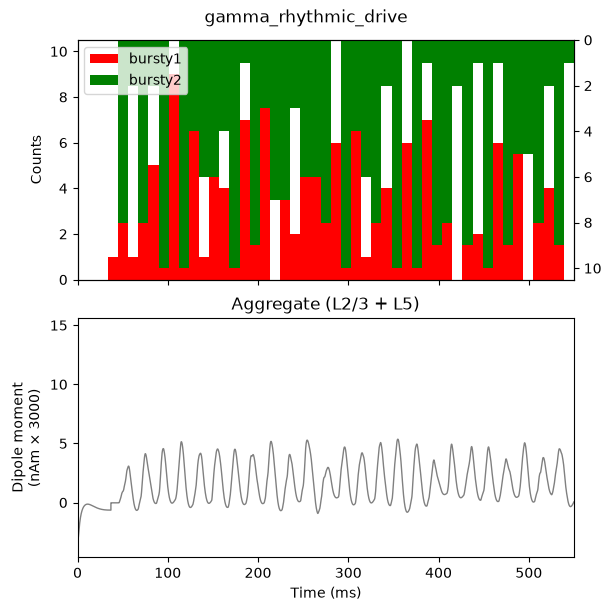 gamma_rhythmic_drive
10
8
6
4
2
0
Counts
bursty1
bursty2
0
2
4
6
8
10
Aggregate (L2/3 + L5)
15
10
5
0
Dipole moment
(nAm × 3000)
0 100 200 300 400 500
Time (ms)